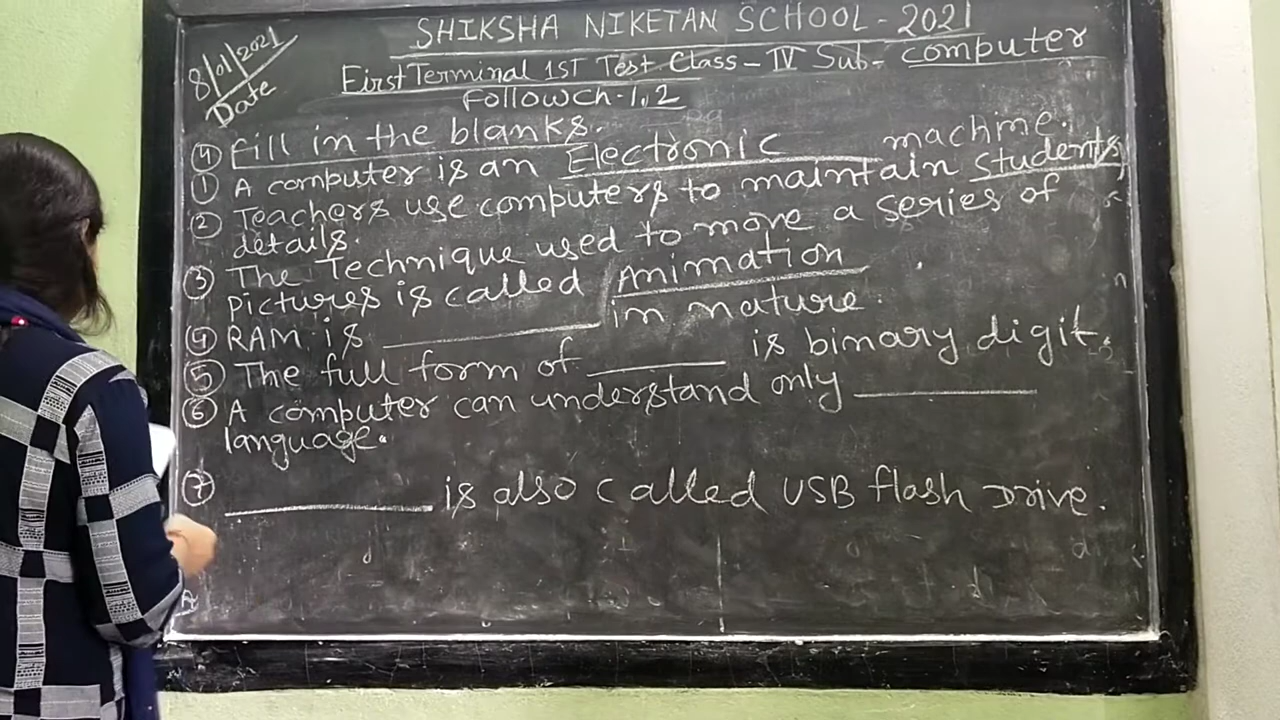 SHIKSHA NIKETAN SCHOOL - 2021
8/01/2021
Date
First Terminal 1ST Test Class - IV Sub- computer
Follow Ch-1,2
④ Fill in the blanks.
① A computer is an Electronic machine.
② Teachers use computers to maintain students
details.
③ The Technique used to move a series of
pictures is called Animation
④ RAM is ________ in nature.
⑤ The full form of ________ is binary digit.
⑥ A computer can understand only ________
language.
⑦ ________ is also called USB flash Drive.